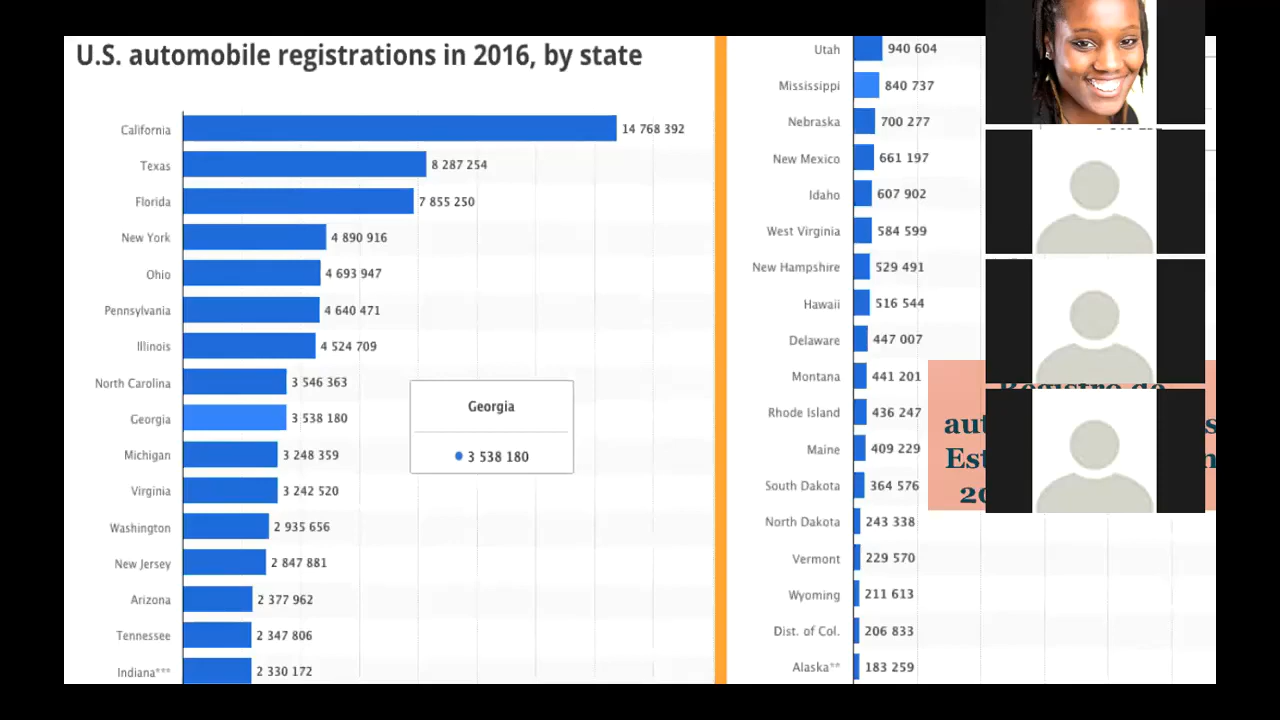 U.S. automobile registrations in 2016, by state
California 14 768 392
Texas 8 287 254
Florida 7 855 250
New York 4 890 916
Ohio 4 693 947
Pennsylvania 4 640 471
Illinois 4 524 709
North Carolina 3 546 363
Georgia 3 538 180
Michigan 3 248 359
Virginia 3 242 520
Washington 2 935 656
New Jersey 2 847 881
Arizona 2 377 962
Tennessee 2 347 806
Indiana*** 2 330 172
Georgia
3 538 180
Utah 940 604
Mississippi 840 737
Nebraska 700 277
New Mexico 661 197
Idaho 607 902
West Virginia 584 599
New Hampshire 529 491
Hawaii 516 544
Delaware 447 007
Montana 441 201
Rhode Island 436 247
Maine 409 229
South Dakota 364 576
North Dakota 243 338
Vermont 229 570
Wyoming 211 613
Dist. of Col. 206 833
Alaska** 183 259
Registro de